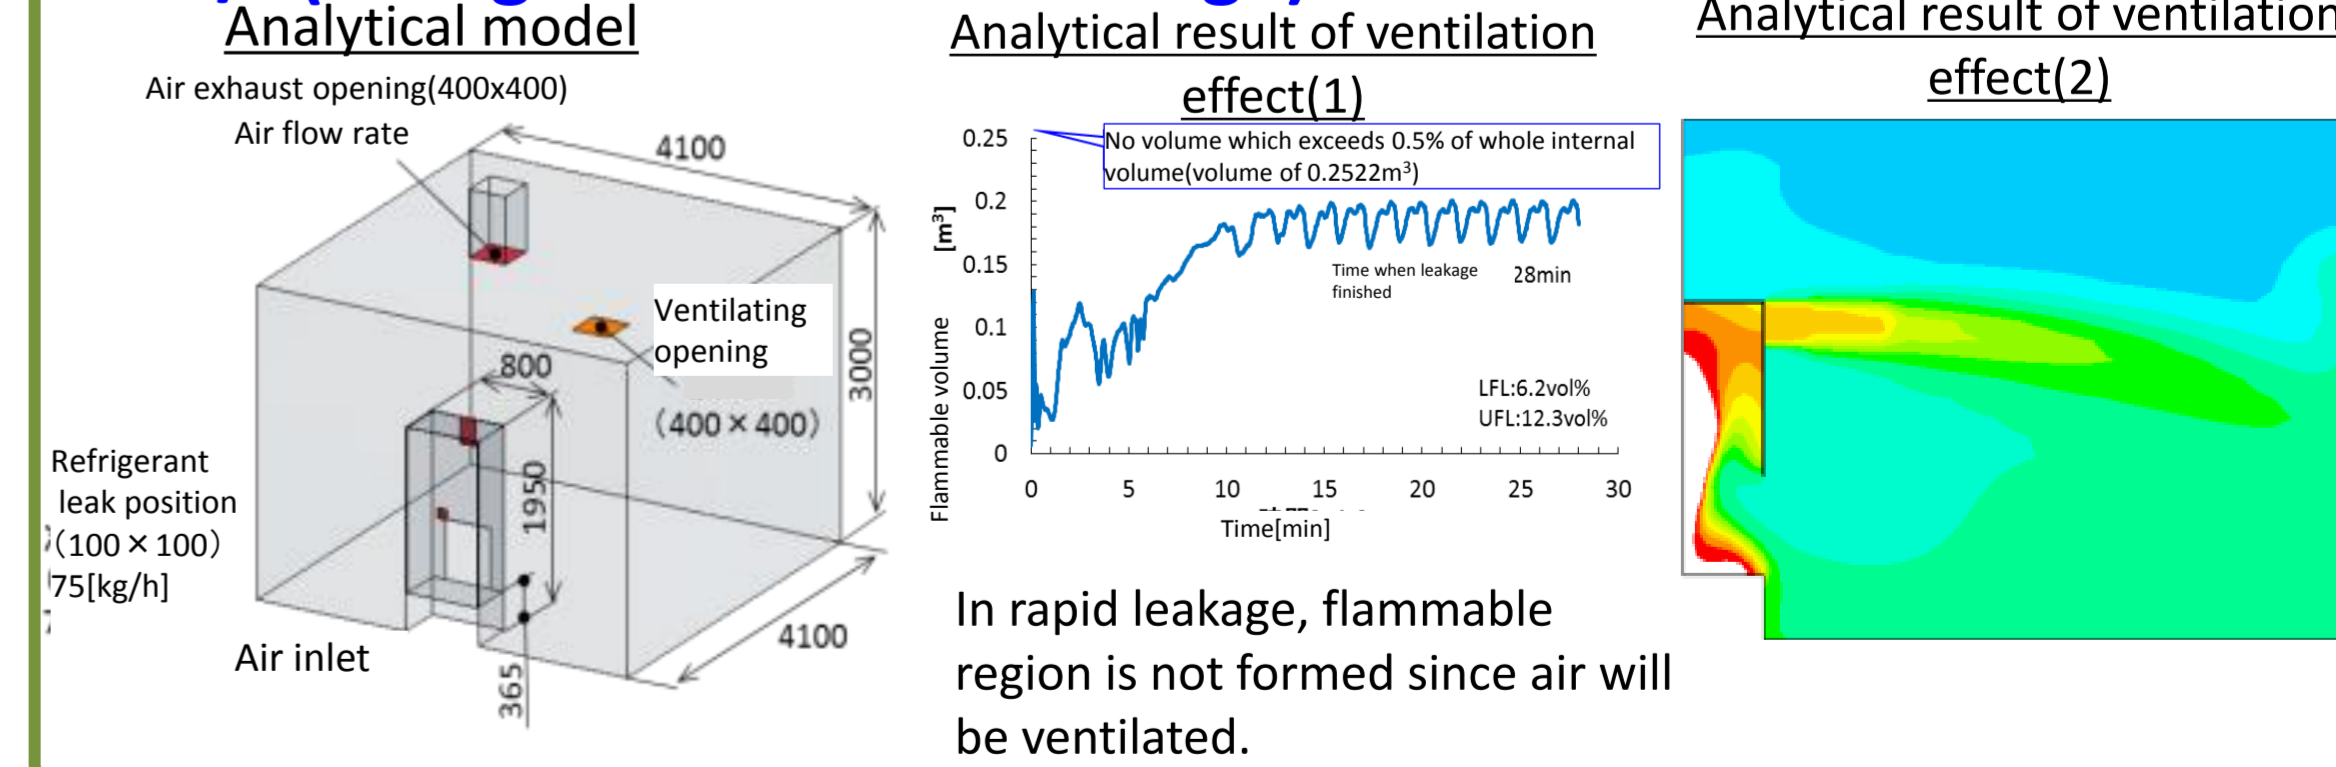 Analytical model
Air exhaust opening(400x400)
Air flow rate
4100
Ventilating
opening
(400×400)
800
3000
1950
Refrigerant
leak position
(100×100)
75[kg/h]
Air inlet
4100
365
Analytical result of ventilation
effect(1)
No volume which exceeds 0.5% of whole internal
volume(volume of 0.2522m³)
Flammable volume [m³]
0.25
0.2
0.15
0.1
0.05
0
Time when leakage
finished
28min
LFL:6.2vol%
UFL:12.3vol%
0 5 10 15 20 25 30
Time[min]
In rapid leakage, flammable
region is not formed since air will
be ventilated.
Analytical result of ventilation
effect(2)